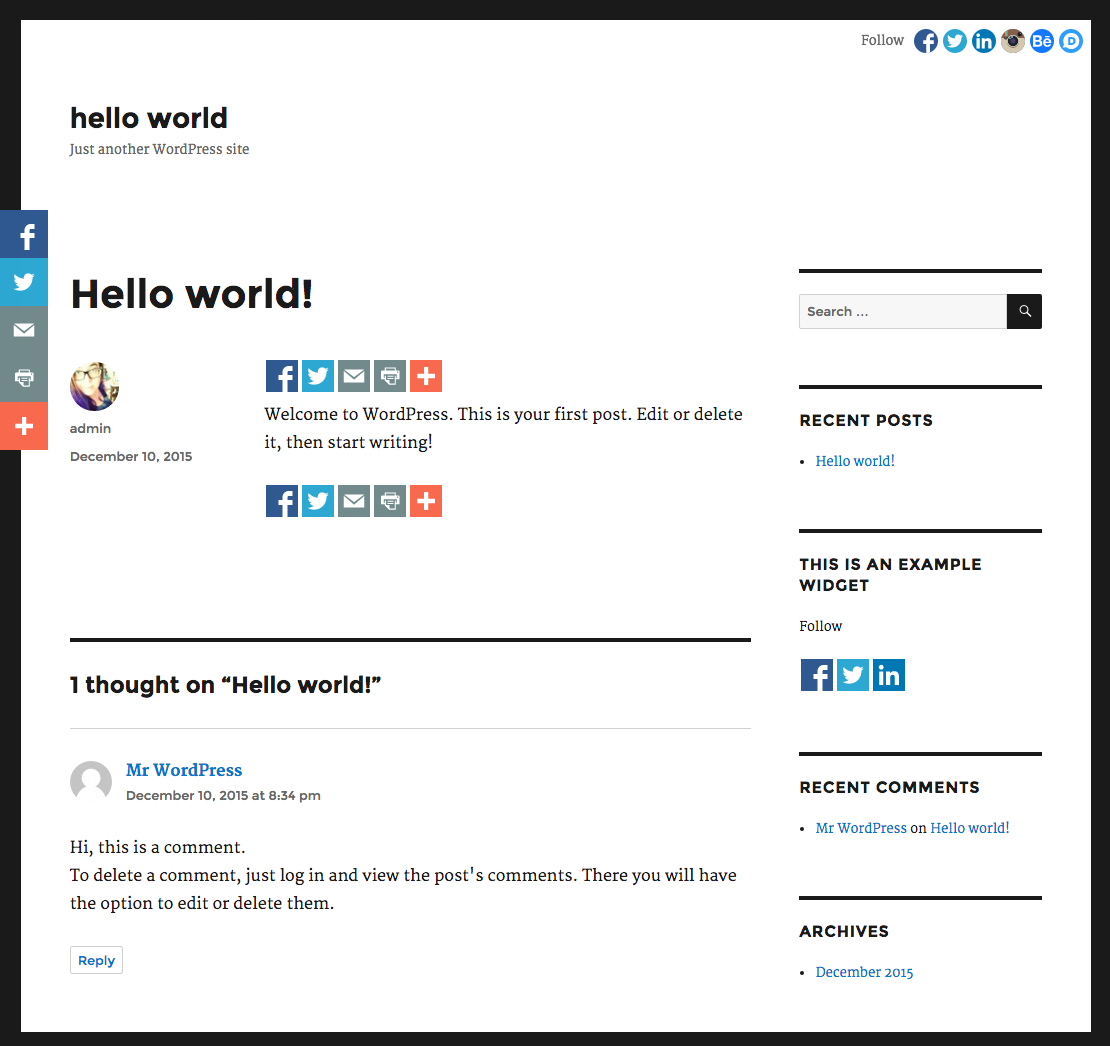 Follow
hello world
Just another WordPress site
Hello world!
admin
December 10, 2015
Welcome to WordPress. This is your first post. Edit or delete
it, then start writing!
1 thought on “Hello world!”
Mr WordPress
December 10, 2015 at 8:34 pm
Hi, this is a comment.
To delete a comment, just log in and view the post's comments. There you will have
the option to edit or delete them.
Reply
Search …
RECENT POSTS
Hello world!
THIS IS AN EXAMPLE
WIDGET
Follow
RECENT COMMENTS
Mr WordPress on Hello world!
ARCHIVES
December 2015